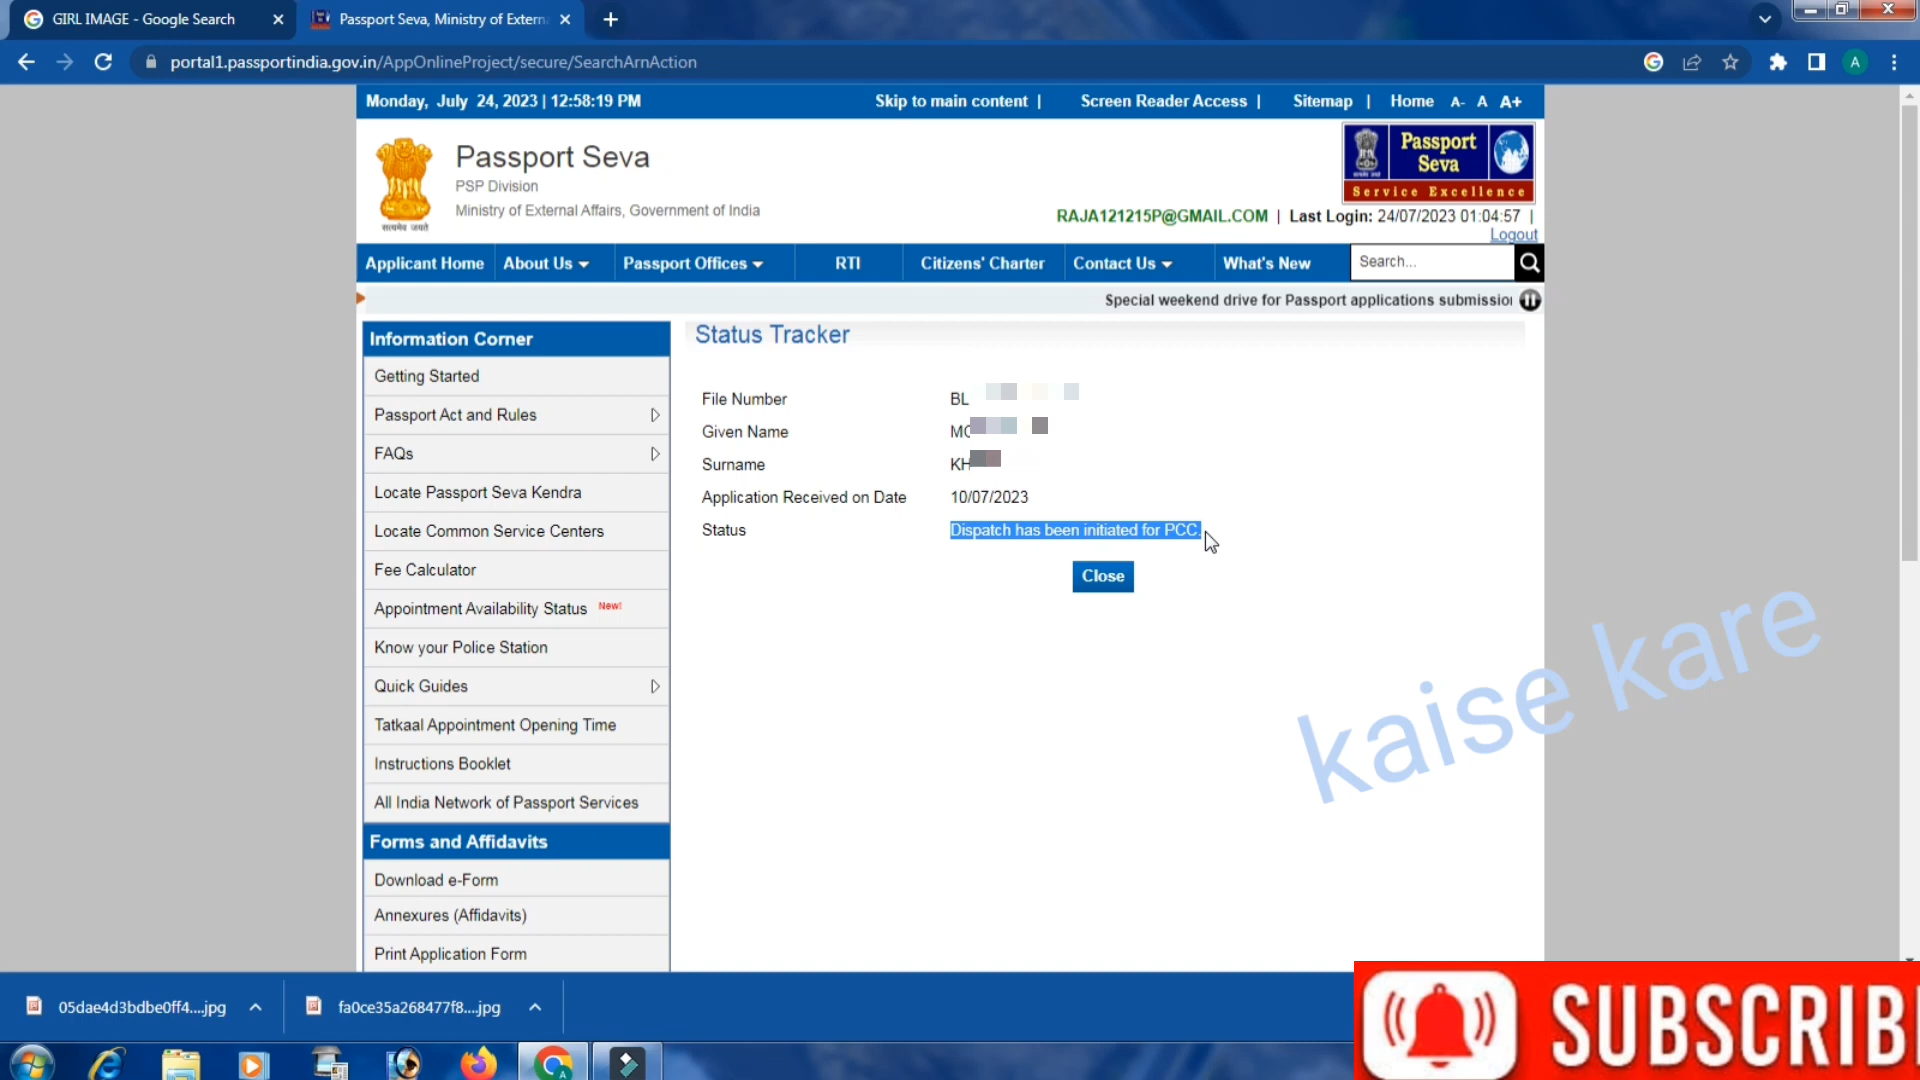 GIRL IMAGE - Google Search
Passport Seva, Ministry of Extern
portal1.passportindia.gov.in/AppOnlineProject/secure/SearchArnAction
A
Monday, July 24, 2023 | 12:58:19 PM
Skip to main content | Screen Reader Access | Sitemap | Home A- A A+
Passport Seva
PSP Division
Ministry of External Affairs, Government of India
सत्यमेव जयते
Passport
Seva
Service Excellence
RAJA121215P@GMAIL.COM | Last Login: 24/07/2023 01:04:57 |
Logout
Applicant Home About Us Passport Offices RTI Citizens' Charter Contact Us What's New Search...
Special weekend drive for Passport applications submission
Information Corner
Getting Started
Passport Act and Rules
FAQs
Locate Passport Seva Kendra
Locate Common Service Centers
Fee Calculator
Appointment Availability Status New!
Know your Police Station
Quick Guides
Tatkaal Appointment Opening Time
Instructions Booklet
All India Network of Passport Services
Forms and Affidavits
Download e-Form
Annexures (Affidavits)
Print Application Form
Status Tracker
File Number BL
Given Name MO
Surname KH
Application Received on Date 10/07/2023
Status Dispatch has been initiated for PCC.
Close
kaise kare
05dae4d3bdbe0ff4....jpg
fa0ce35a268477f8....jpg
SUBSCRIB